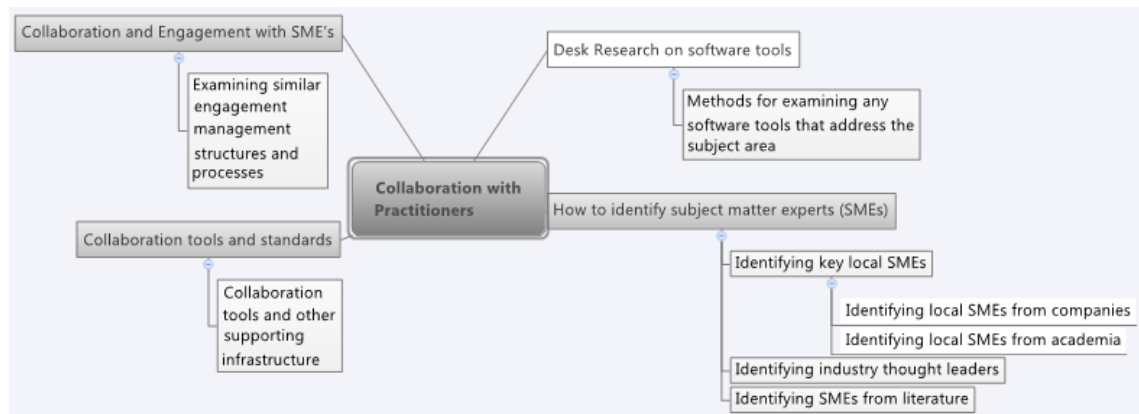 Collaboration and Engagement with SME's
Examining similar
engagement
management
structures and
processes
Desk Research on software tools
Methods for examining any
software tools that address the
subject area
Collaboration with
Practitioners
How to identify subject matter experts (SMEs)
Identifying key local SMEs
Identifying local SMEs from companies
Identifying local SMEs from academia
Identifying industry thought leaders
Identifying SMEs from literature
Collaboration tools and standards
Collaboration
tools and other
supporting
infrastructure